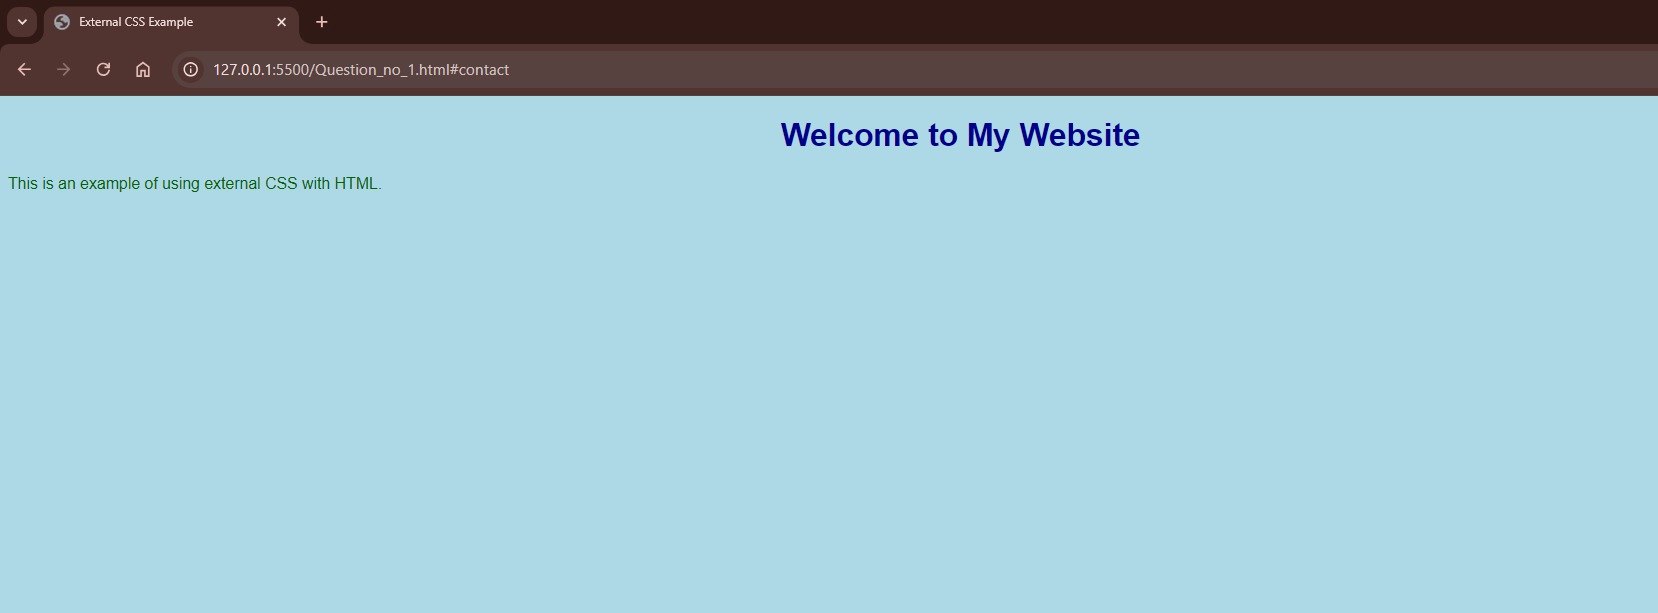 External CSS Example
127.0.0.1:5500/Question_no_1.html#contact
Welcome to My Website
This is an example of using external CSS with HTML.